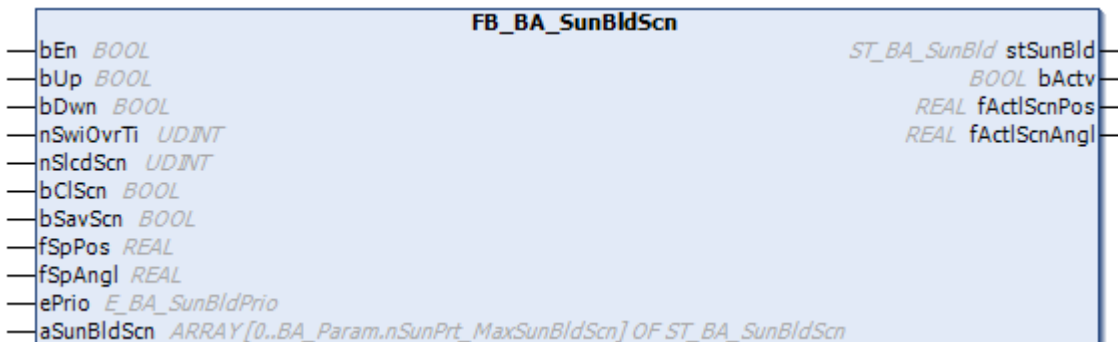 FB_BA_SunBldScn
bEn BOOL ST_BA_SunBld stSunBld
bUp BOOL BOOL bActv
bDwn BOOL REAL fActlScnPos
nSwiOvrTi UDINT REAL fActlScnAngl
nSlcdScn UDINT
bClScn BOOL
bSavScn BOOL
fSpPos REAL
fSpAngl REAL
ePrio E_BA_SunBldPrio
aSunBldScn ARRAY [0..BA_Param.nSunPrt_MaxSunBldScn] OF ST_BA_SunBldScn